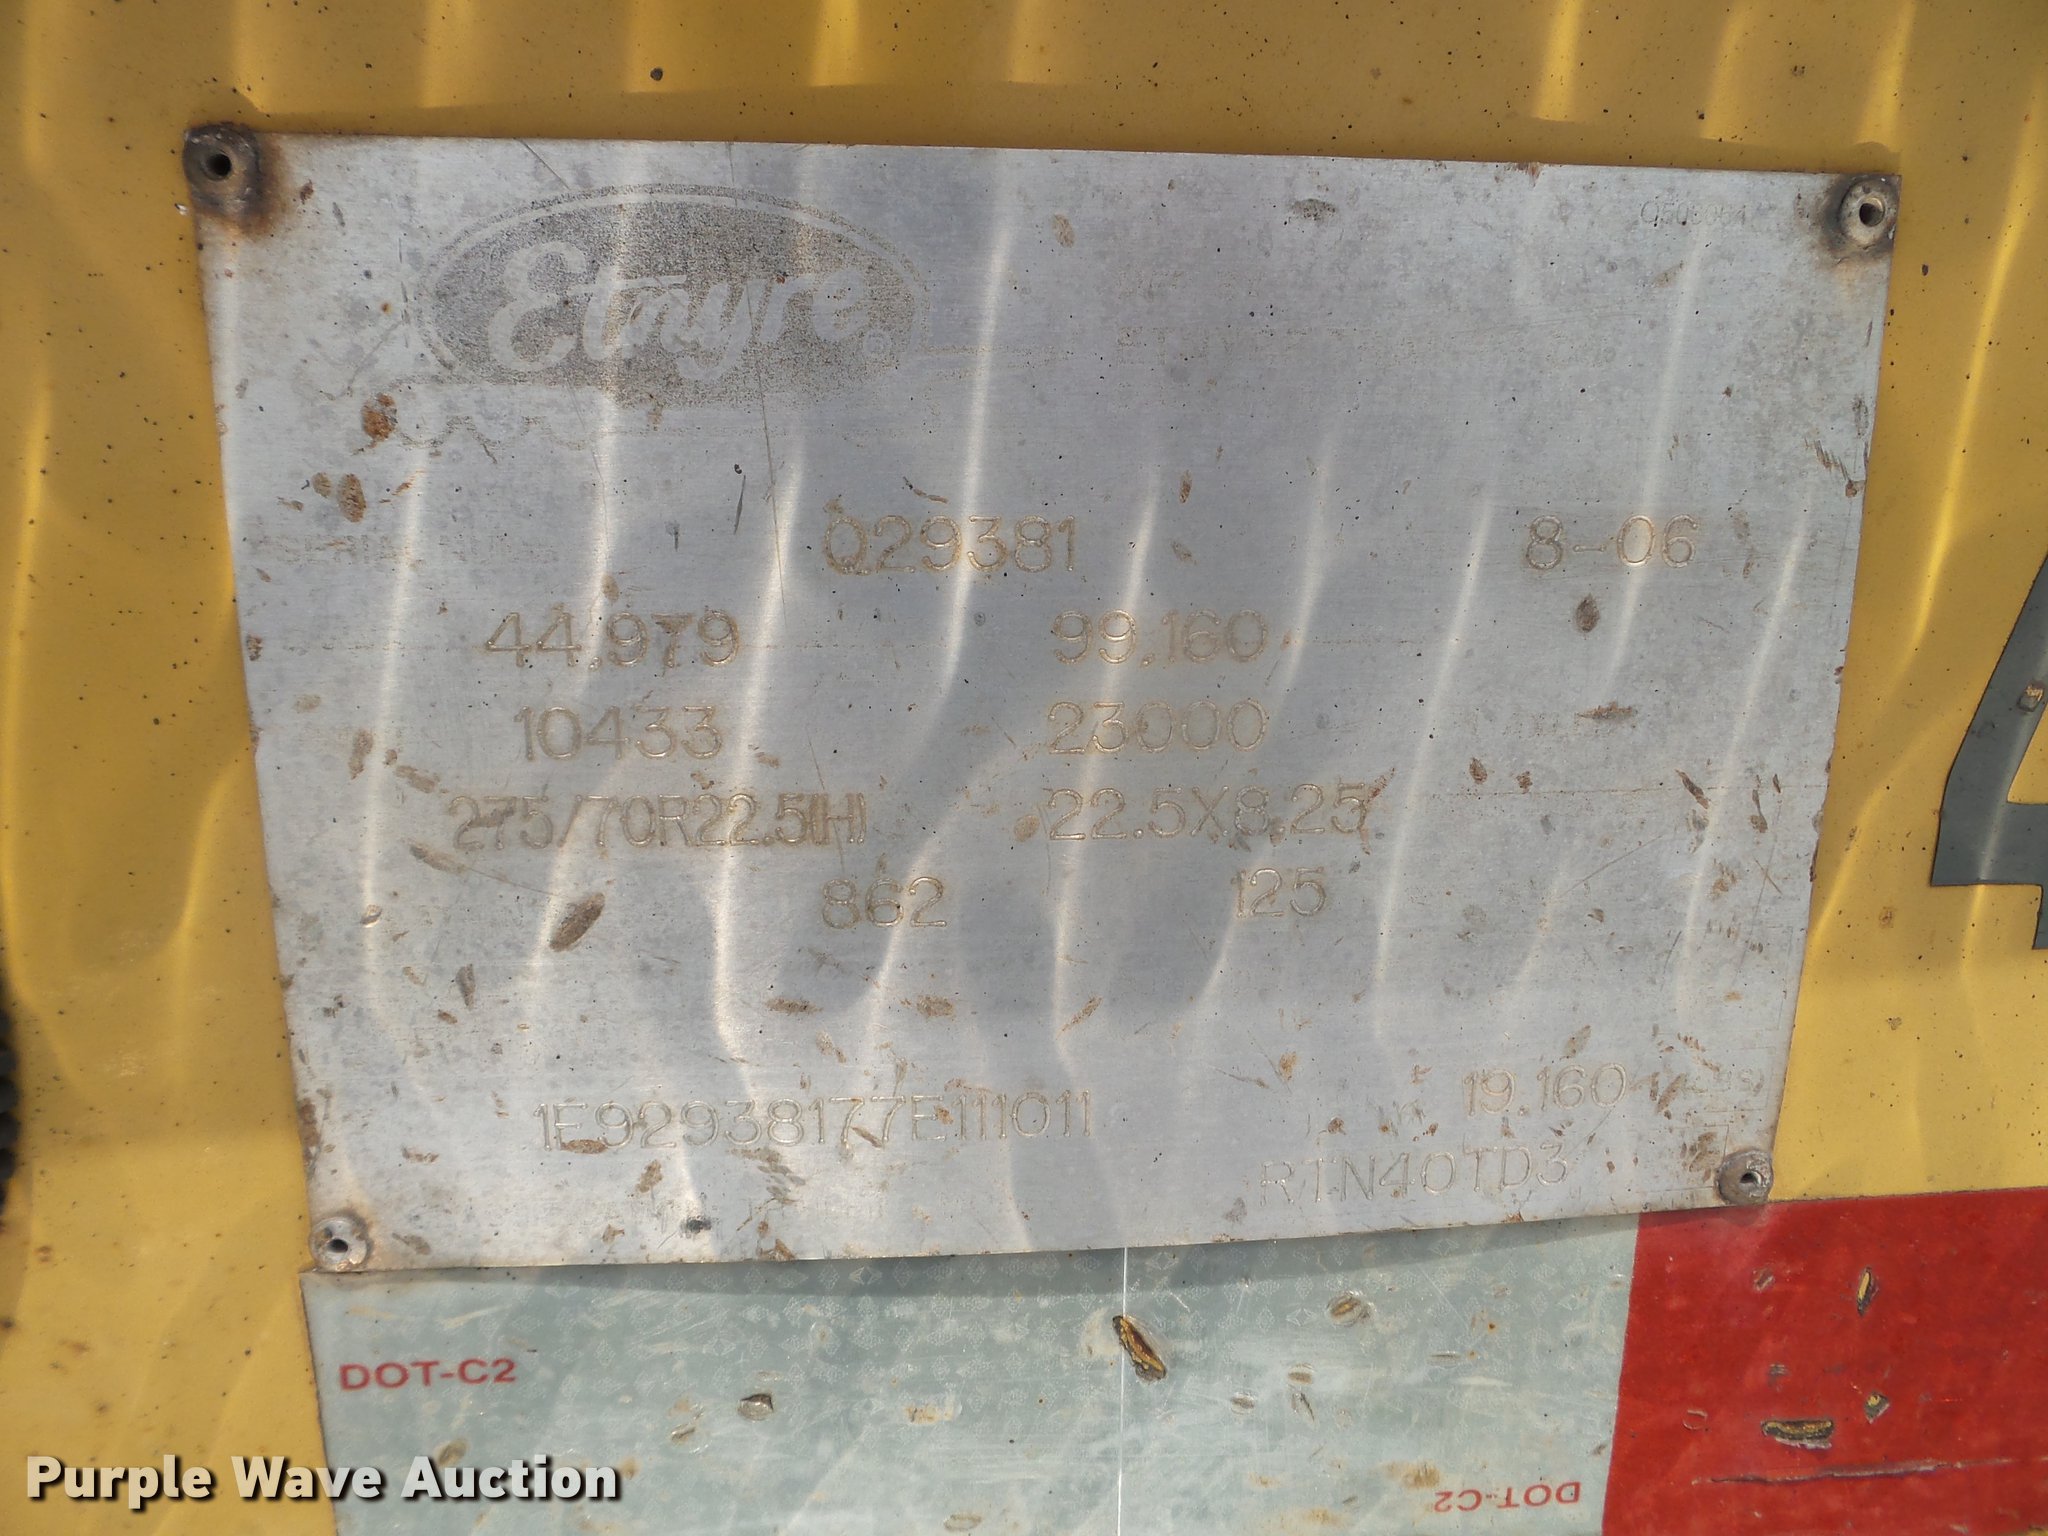 Etnyre
Q29381 8-06
44,979 99,160
10433 23000
275/70R22.5(H) 22.5X8.25
862 125
19,160
1E92938177E111011
RTN40TD3
DOT-C2
DOT-C2
Purple Wave Auction